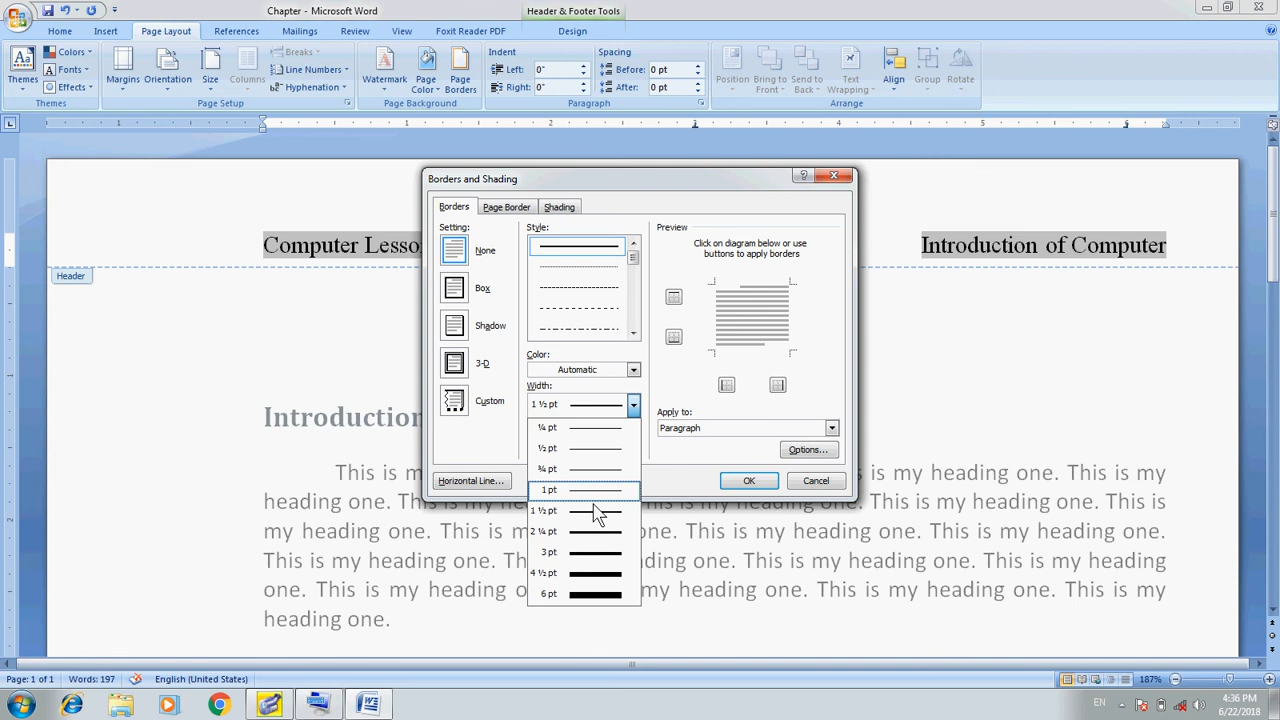 Chapter - Microsoft Word
Header & Footer Tools
Home Insert Page Layout References Mailings Review View Foxit Reader PDF Design
Themes
Colors
Fonts
Effects
Themes
Margins
Orientation
Size
Columns
Breaks
Line Numbers
Hyphenation
Page Setup
Watermark
Page Color
Page Borders
Page Background
Indent
Left: 0"
Right: 0"
Spacing
Before: 0 pt
After: 0 pt
Paragraph
Position
Bring to Front
Send to Back
Text Wrapping
Align
Group
Rotate
Arrange
1 1 2 3 4 5 6
Computer Lesso
Introduction of Computer
Header
Borders and Shading
Borders Page Border Shading
Setting:
None
Box
Shadow
3-D
Custom
Style:
Color:
Automatic
Width:
1 ½ pt
¼ pt
½ pt
¾ pt
1 pt
1 ½ pt
2 ¼ pt
3 pt
4 ½ pt
6 pt
Preview
Click on diagram below or use
buttons to apply borders
Apply to:
Paragraph
Options...
Horizontal Line...
OK
Cancel
Introduction
This is m is my heading one. This is my
heading one. This is my heading one. This is
my heading one. Th eading one. This is my heading one.
This is my heading o ding one. This is my heading
one. This is my head my heading one. This is my
heading one.
Page: 1 of 1 Words: 197 English (United States) 187%
EN 4:36 PM
6/22/2018